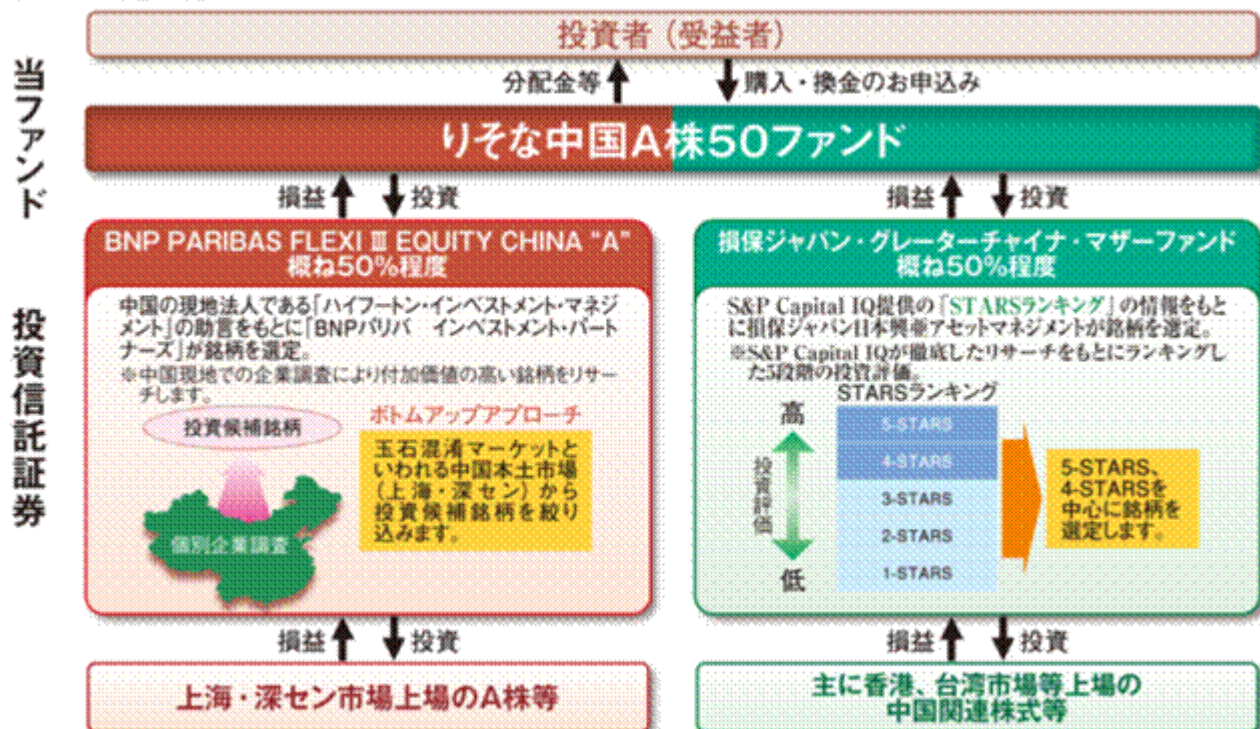 投資者（受益者）
分配金等 購入・換金のお申込み
当ファンド
りそな中国A株50ファンド
損益 投資
損益 投資
投資信託証券
BNP PARIBAS FLEXI Ⅲ EQUITY CHINA “A”
概ね50％程度
中国の現地法人である「ハイフートン・インベストメント・マネジ
メント」の助言をもとに「BNPパリバ　インベストメント・パート
ナーズ」が銘柄を選定。
※中国現地での企業調査により付加価値の高い銘柄をリサー
チします。
投資候補銘柄
個別企業調査
ボトムアップアプローチ
玉石混淆マーケットと
いわれる中国本土市場
（上海・深セン）から
投資候補銘柄を絞り
込みます。
損保ジャパン・グレーターチャイナ・マザーファンド
概ね50％程度
S&P Capital IQ提供の「STARSランキング」の情報をもと
に損保ジャパン日本興※アセットマネジメントが銘柄を選定。
※S&P Capital IQが徹底したリサーチをもとにランキングし
た5段階の投資評価。
STARSランキング
高
投資評価
低
5-STARS
4-STARS
3-STARS
2-STARS
1-STARS
5-STARS、
4-STARSを
中心に銘柄を
選定します。
損益 投資
損益 投資
上海・深セン市場上場のA株等
主に香港、台湾市場等上場の
中国関連株式等